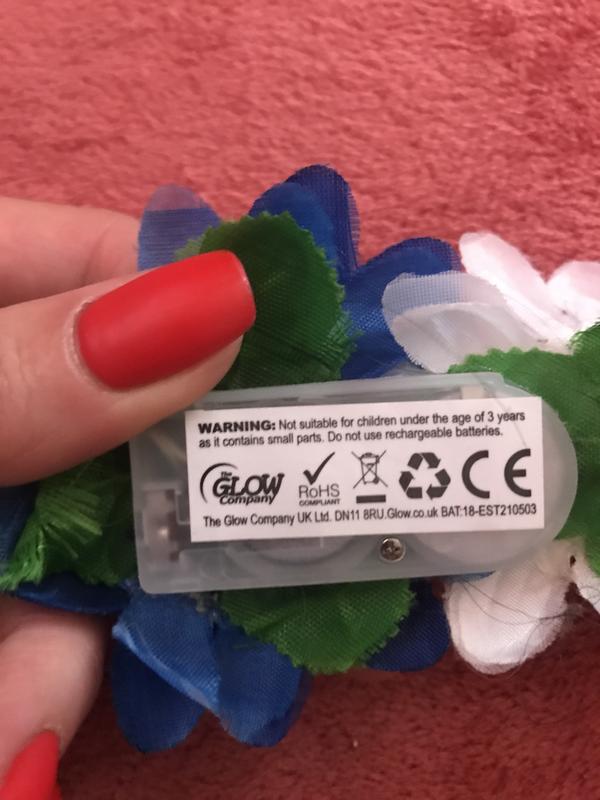 WARNING: Not suitable for children under the age of 3 years
as it contains small parts. Do not use rechargeable batteries.
The
GLOW
Company
RoHS
COMPLIANT
CE
The Glow Company UK Ltd. DN11 8RU.Glow.co.uk BAT:18-EST210503